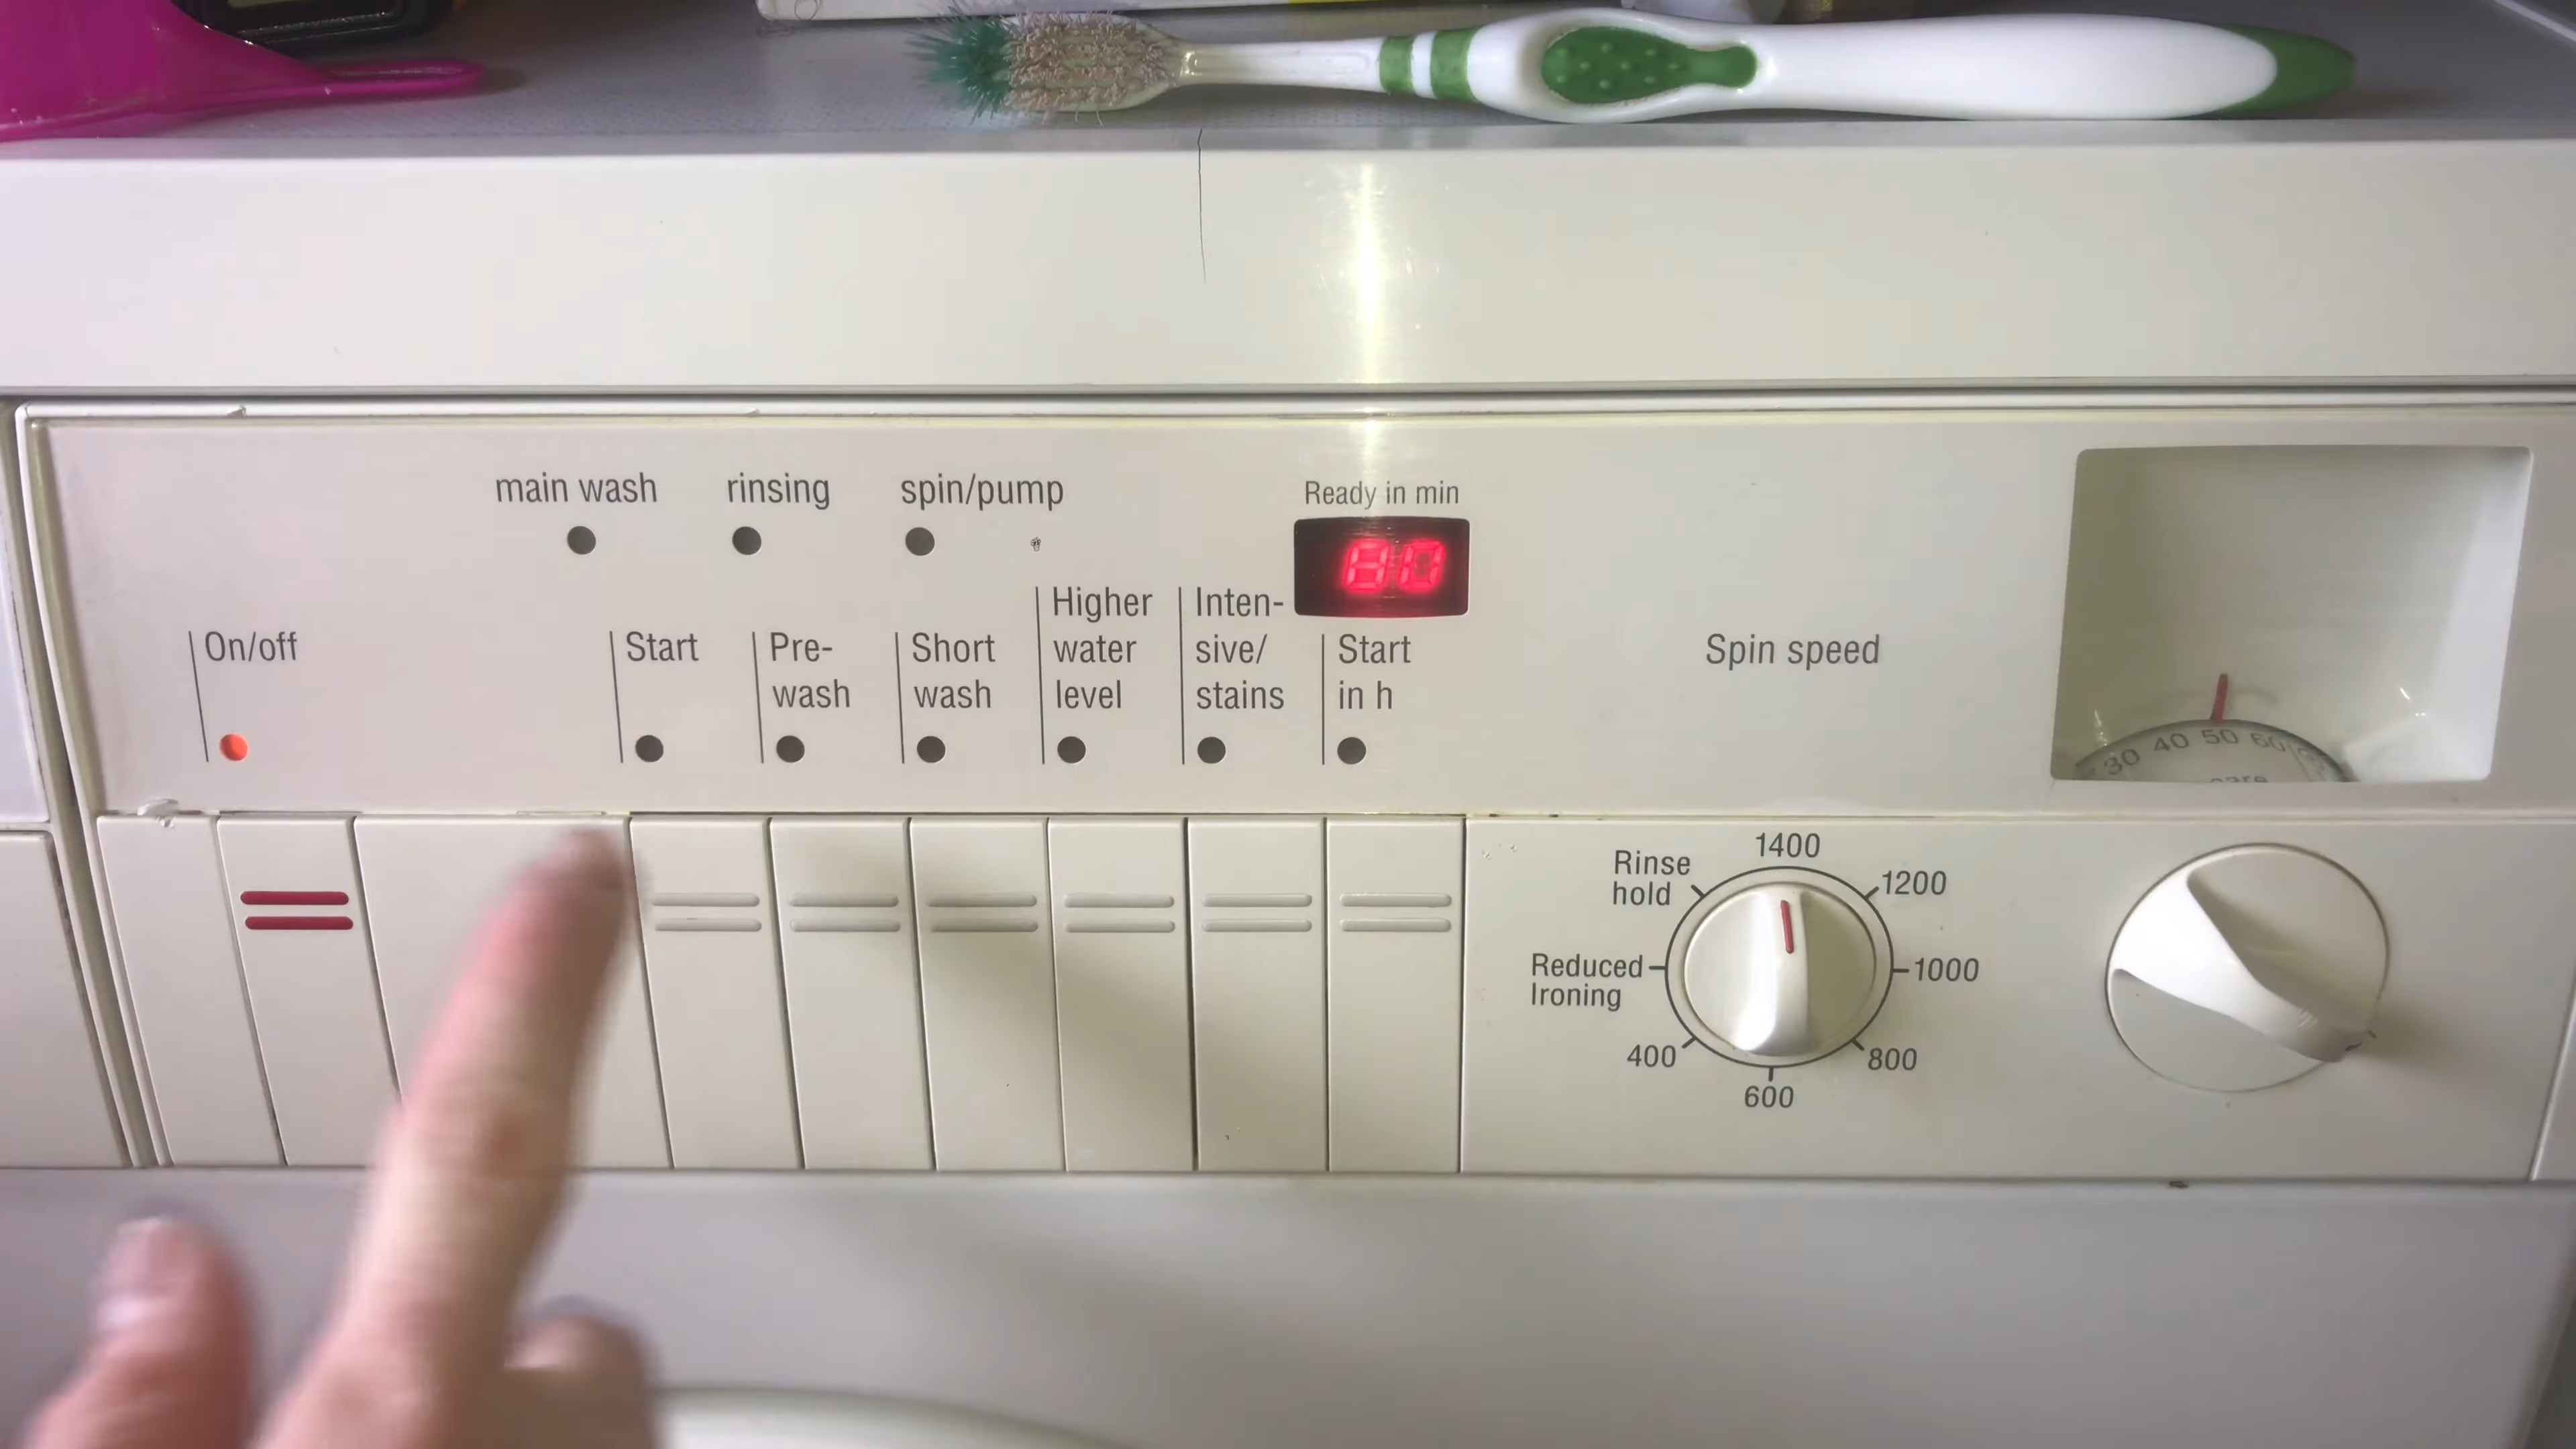 main wash
rinsing
spin/pump
Ready in min
80
On/off
Start
Pre-
wash
Short
wash
Higher
water
level
Inten-
sive/
stains
Start
in h
Spin speed
30 40 50 60
1400
Rinse
hold
1200
Reduced
Ironing
1000
400
800
600